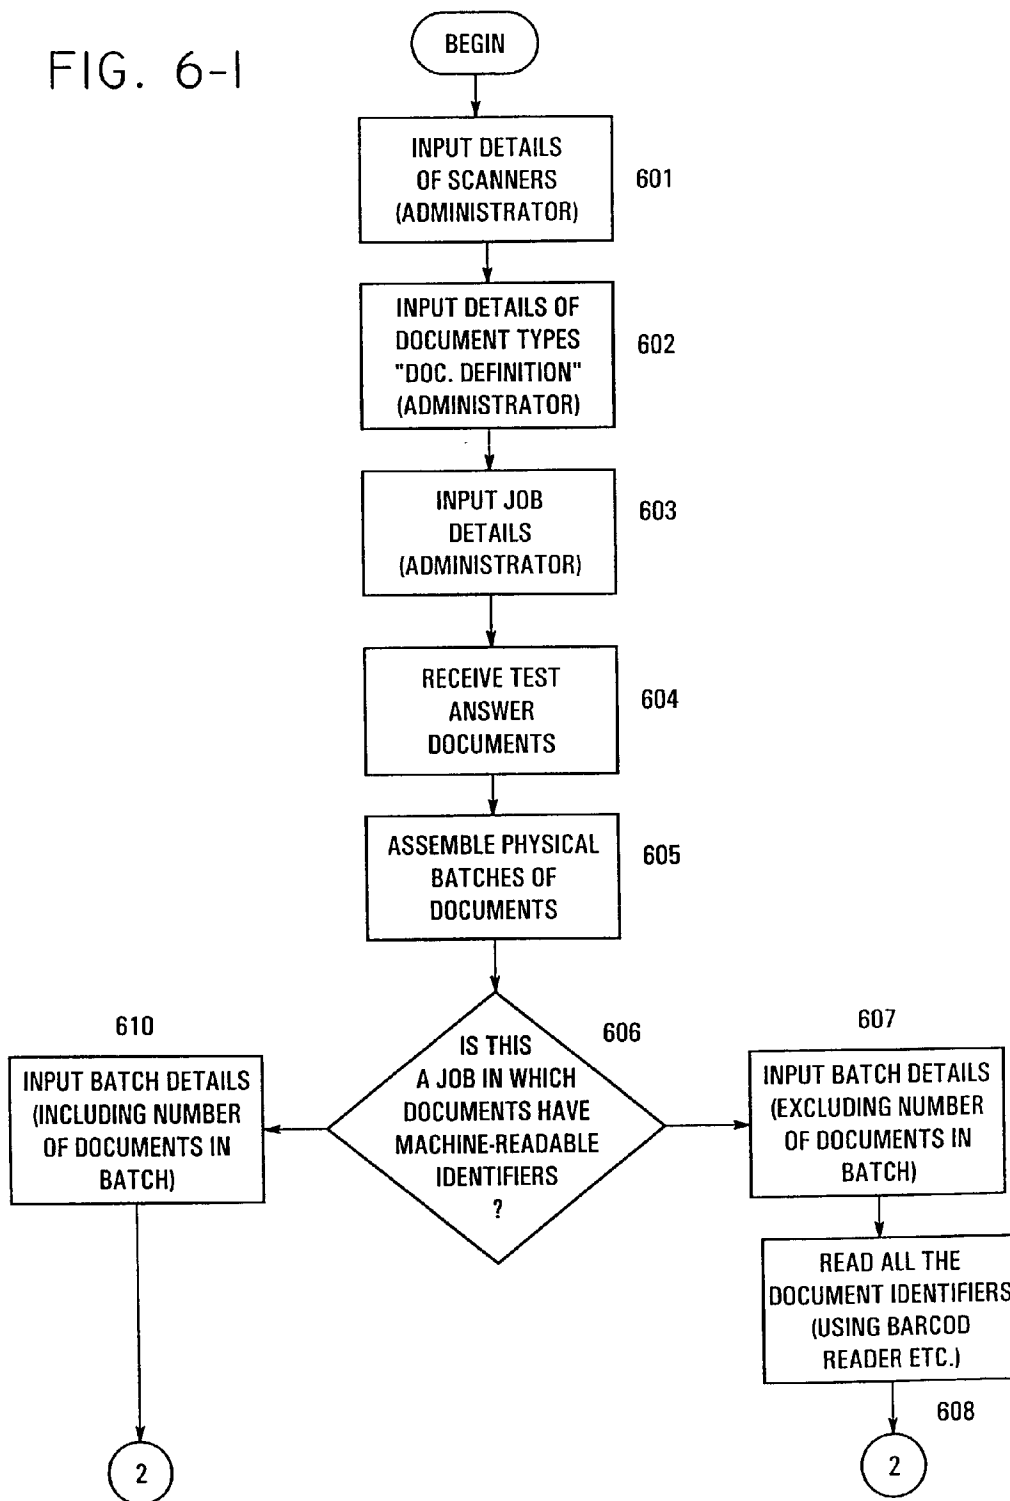 FIG. 6-1
BEGIN
INPUT DETAILS
OF SCANNERS
(ADMINISTRATOR)
601
INPUT DETAILS OF
DOCUMENT TYPES
"DOC. DEFINITION"
(ADMINISTRATOR)
602
INPUT JOB
DETAILS
(ADMINISTRATOR)
603
RECEIVE TEST
ANSWER
DOCUMENTS
604
ASSEMBLE PHYSICAL
BATCHES OF
DOCUMENTS
605
606
IS THIS
A JOB IN WHICH
DOCUMENTS HAVE
MACHINE-READABLE
IDENTIFIERS
?
610
INPUT BATCH DETAILS
(INCLUDING NUMBER
OF DOCUMENTS IN
BATCH)
2
607
INPUT BATCH DETAILS
(EXCLUDING NUMBER
OF DOCUMENTS IN
BATCH)
READ ALL THE
DOCUMENT IDENTIFIERS
(USING BARCOD
READER ETC.)
608
2